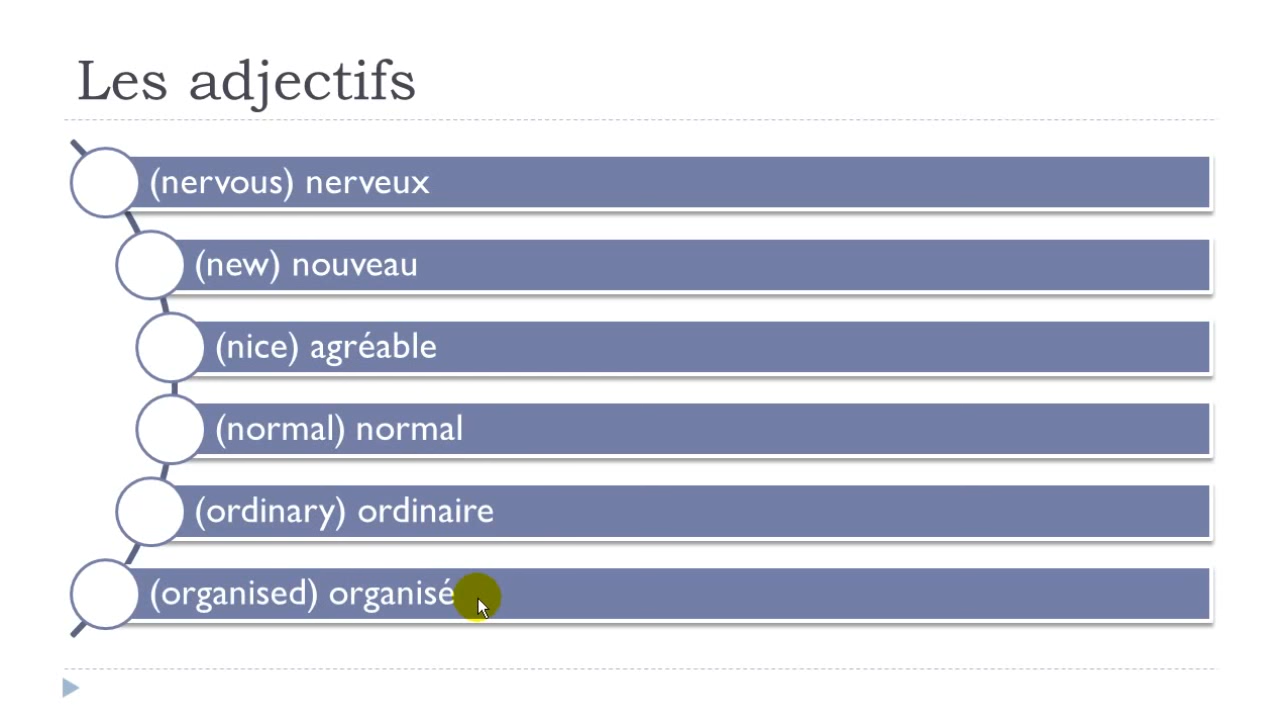 Les adjectifs
(nervous) nerveux
(new) nouveau
(nice) agréable
(normal) normal
(ordinary) ordinaire
(organised) organisé